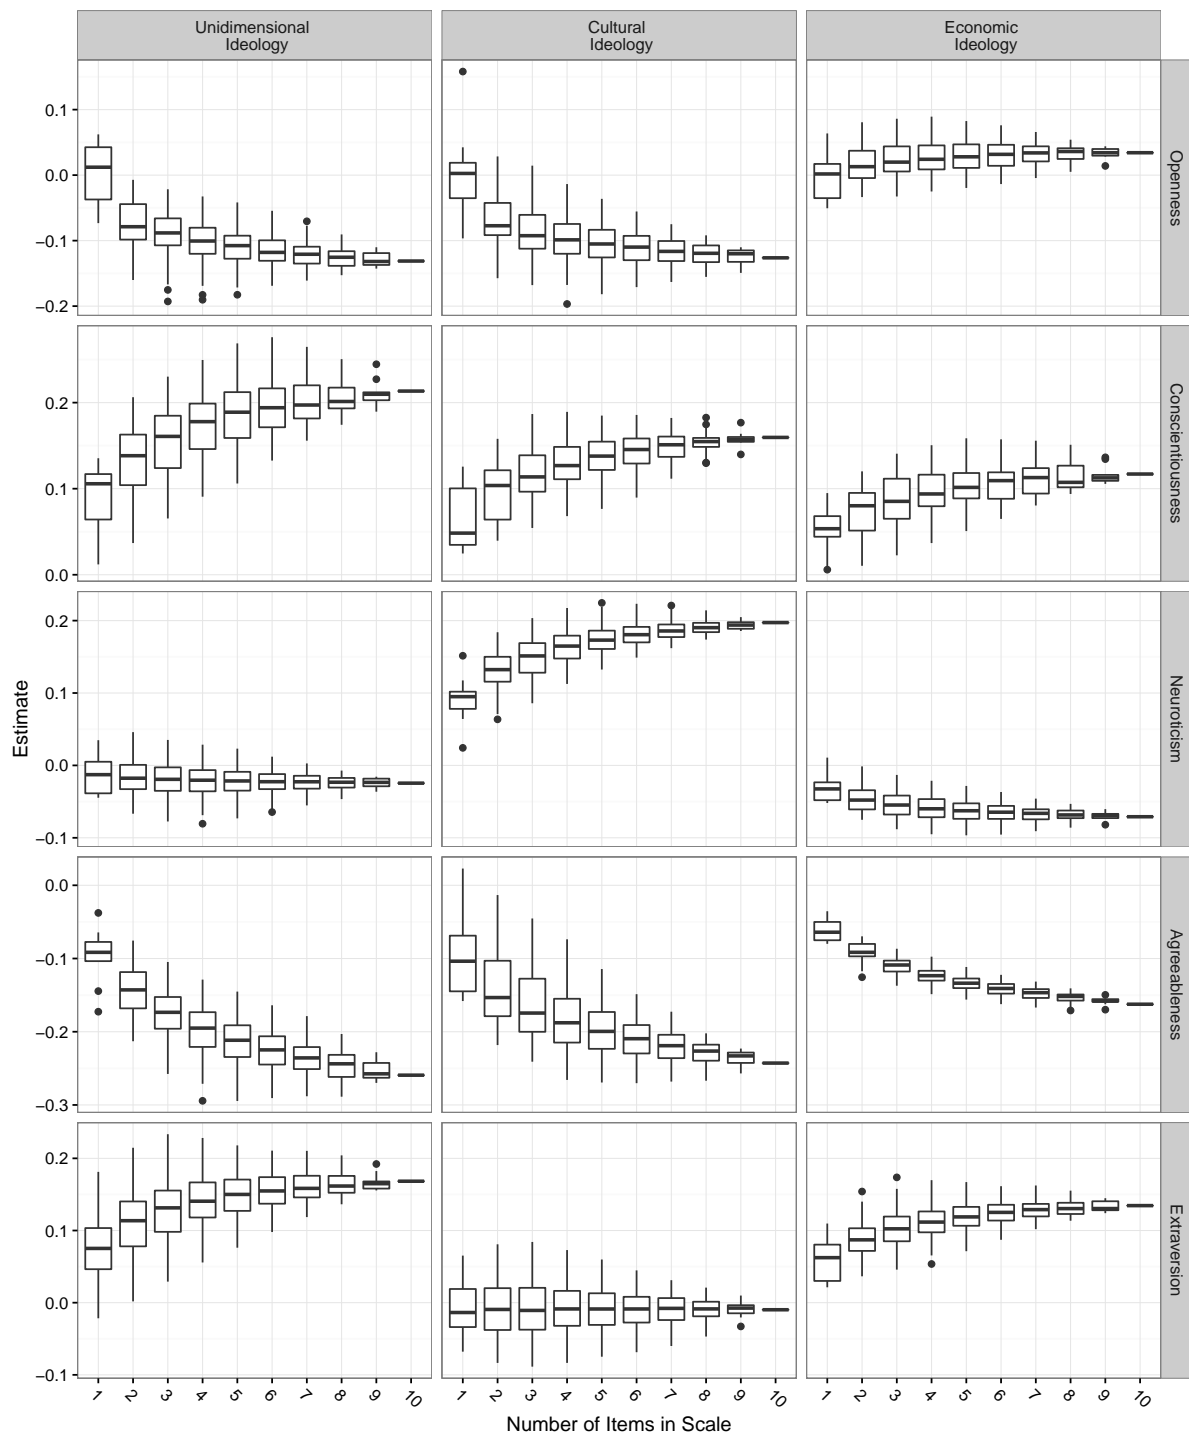 Unidimensional
Ideology
Cultural
Ideology
Economic
Ideology
0.1
0.0
−0.1
−0.2
Openness
0.2
0.1
0.0
Conscientiousness
0.2
0.1
0.0
−0.1
Neuroticism
0.0
−0.1
−0.2
−0.3
Agreeableness
0.2
0.1
0.0
−0.1
Extraversion
Estimate
1 2 3 4 5 6 7 8 9 10 1 2 3 4 5 6 7 8 9 10 1 2 3 4 5 6 7 8 9 10
Number of Items in Scale